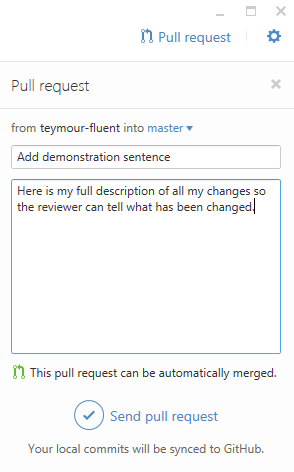 Pull request
Pull request
from teymour-fluent into master
Add demonstration sentence
Here is my full description of all my changes so
the reviewer can tell what has been changed.
This pull request can be automatically merged.
Send pull request
Your local commits will be synced to GitHub.